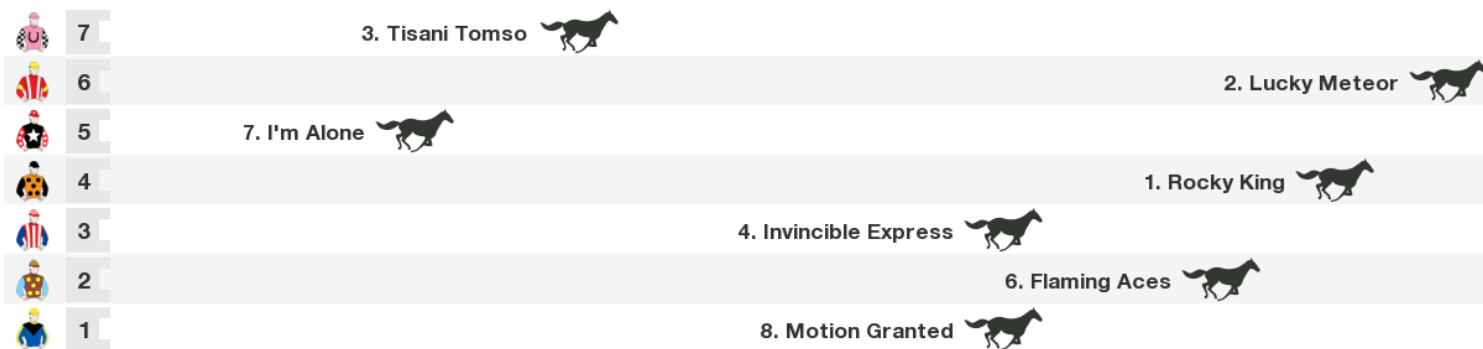 7 3. Tisani Tomso
6 2. Lucky Meteor
5 7. I'm Alone
4 1. Rocky King
3 4. Invincible Express
2 6. Flaming Aces
1 8. Motion Granted